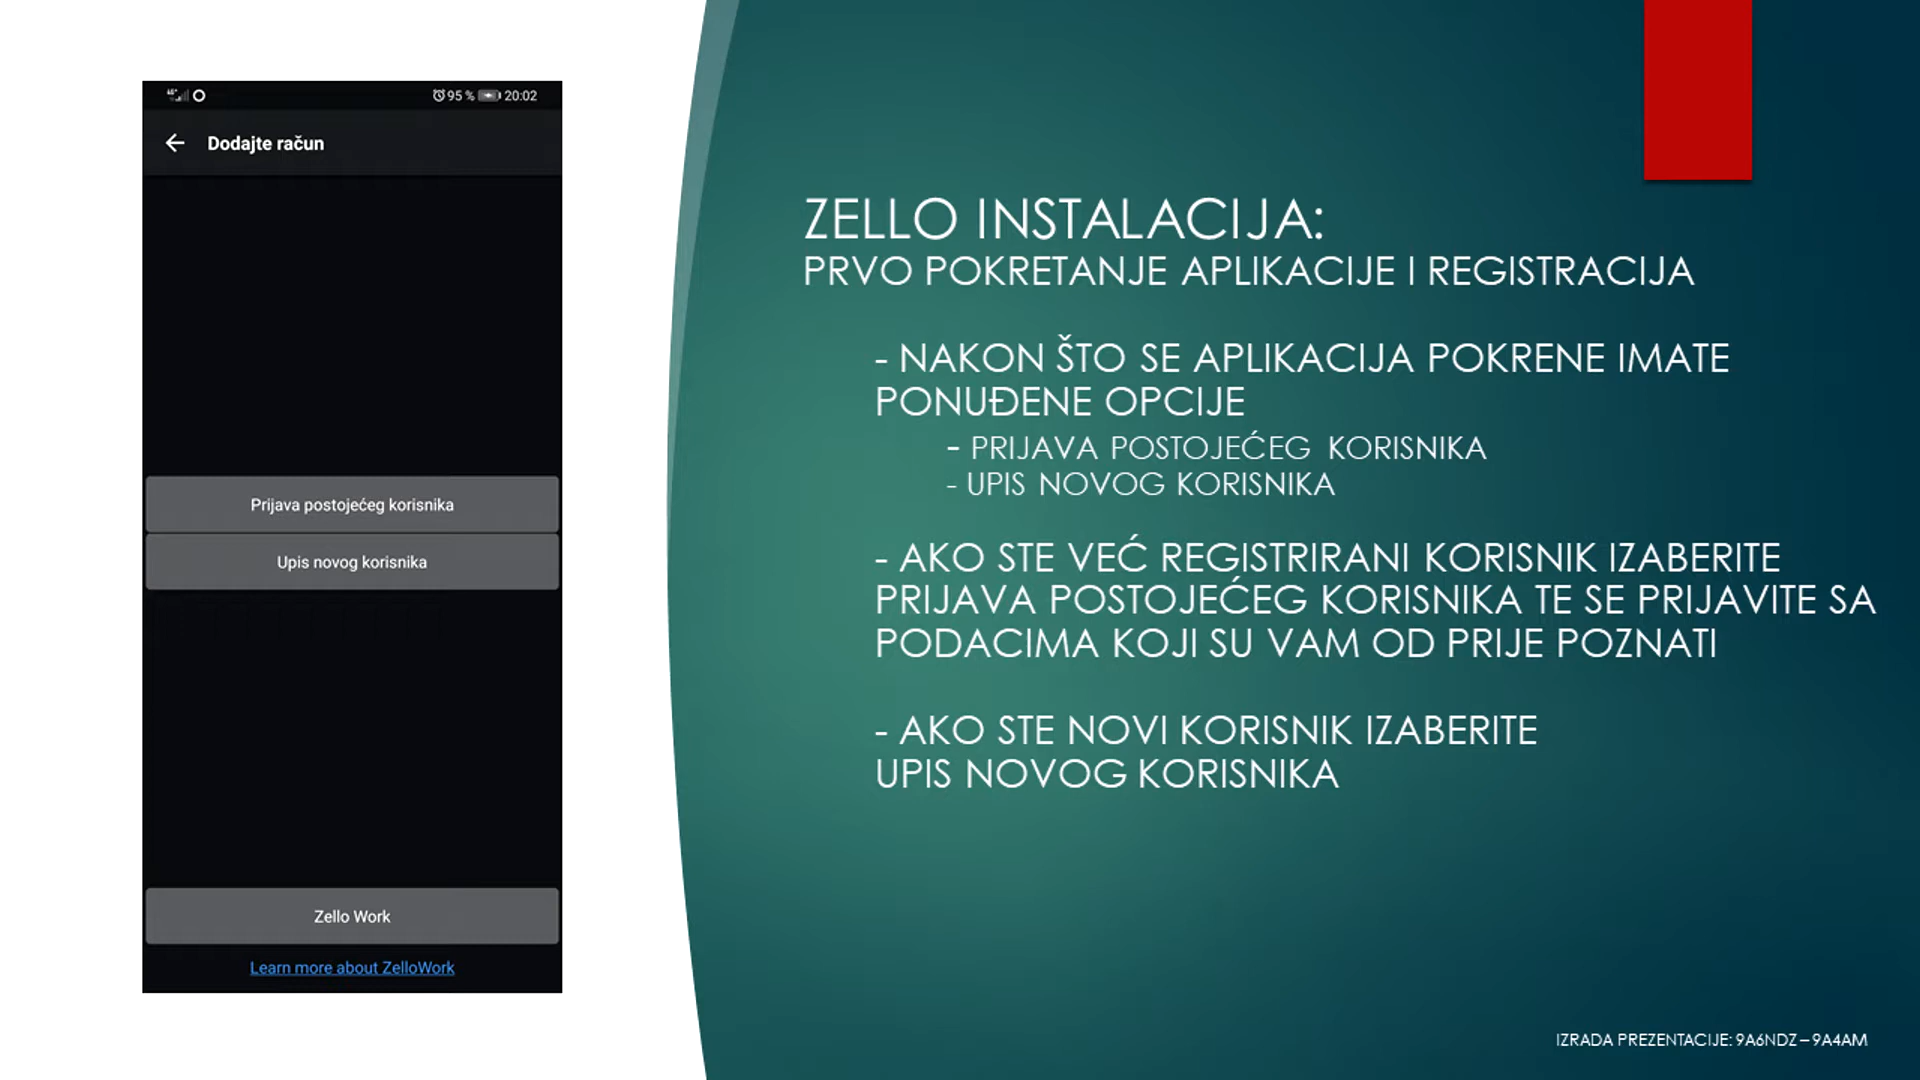 95 % 20:02
Dodajte račun
Prijava postojećeg korisnika
Upis novog korisnika
Zello Work
Learn more about ZelloWork
ZELLO INSTALACIJA:
PRVO POKRETANJE APLIKACIJE I REGISTRACIJA
- NAKON ŠTO SE APLIKACIJA POKRENE IMATE
PONUĐENE OPCIJE
- PRIJAVA POSTOJEĆEG KORISNIKA
- UPIS NOVOG KORISNIKA
- AKO STE VEĆ REGISTRIRANI KORISNIK IZABERITE
PRIJAVA POSTOJEĆEG KORISNIKA TE SE PRIJAVITE SA
PODACIMA KOJI SU VAM OD PRIJE POZNATI
- AKO STE NOVI KORISNIK IZABERITE
UPIS NOVOG KORISNIKA
IZRADA PREZENTACIJE: 9A6NDZ – 9A4AM